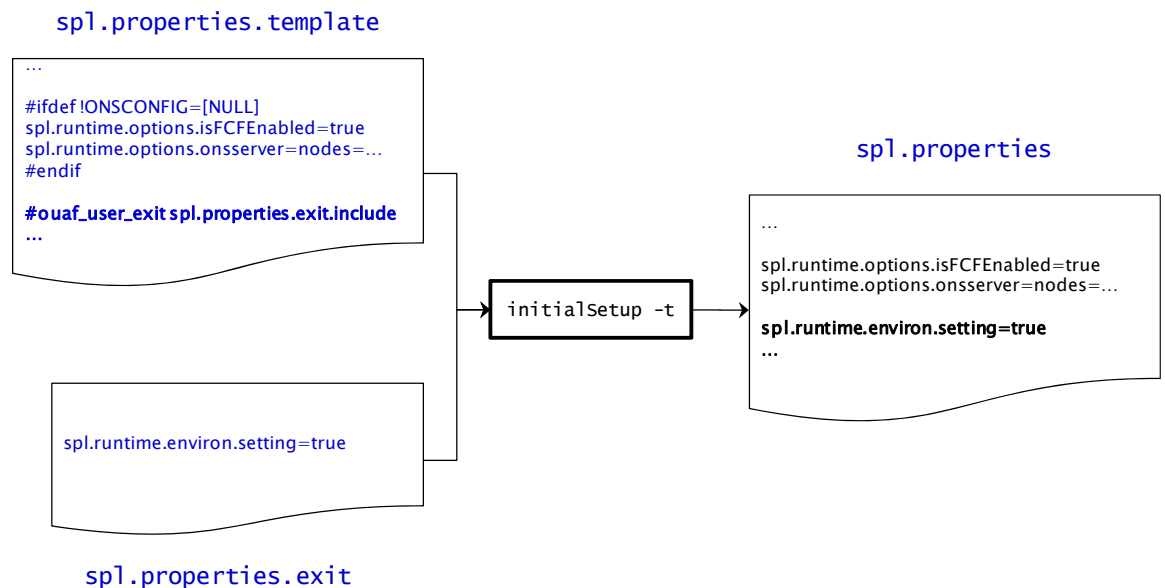 spl.properties.template
...
#ifdef !ONSCONFIG=[NULL]
spl.runtime.options.isFCFEnabled=true
spl.runtime.options.onsserver=nodes=...
#endif
#ouaf_user_exit spl.properties.exit.include
...
spl.runtime.environ.setting=true
spl.properties.exit
initialSetup -t
spl.properties
...
spl.runtime.options.isFCFEnabled=true
spl.runtime.options.onsserver=nodes=...
spl.runtime.environ.setting=true
...